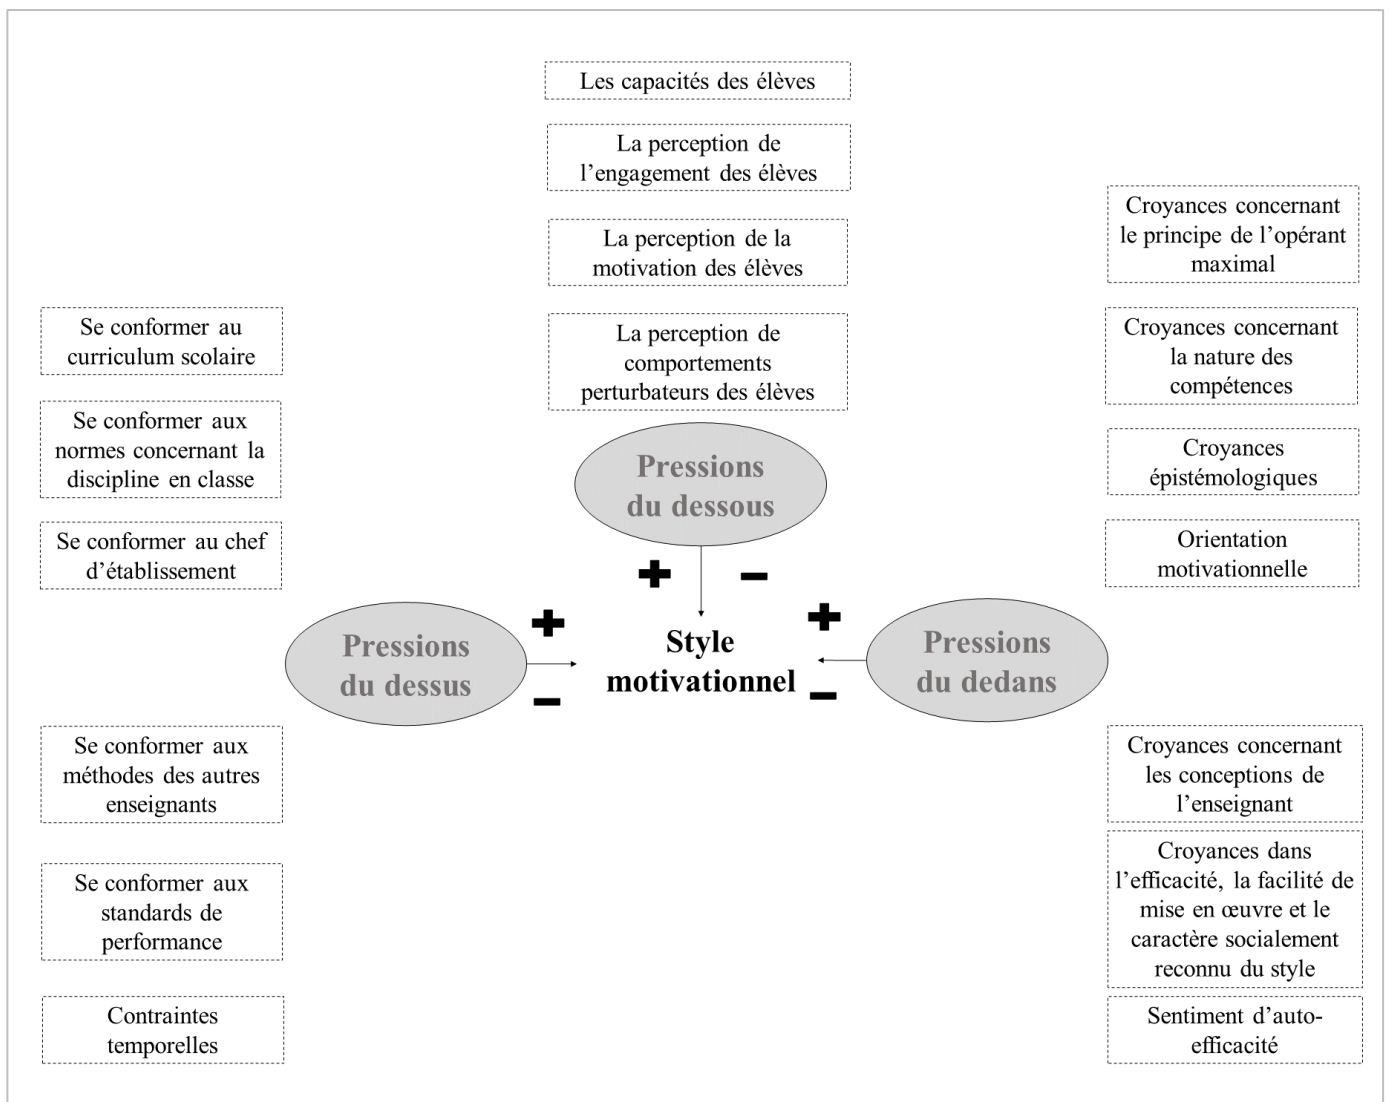 Les capacités des élèves
La perception de
l’engagement des élèves
La perception de la
motivation des élèves
La perception de
comportements
perturbateurs des élèves
Pressions
du dessous
Se conformer au
curriculum scolaire
Se conformer aux
normes concernant la
discipline en classe
Se conformer au chef
d’établissement
Pressions
du dessus
Se conformer aux
méthodes des autres
enseignants
Se conformer aux
standards de
performance
Contraintes
temporelles
+
−
+
−
Style
motivationnel
+
−
Croyances concernant
le principe de l’opérant
maximal
Croyances concernant
la nature des
compétences
Croyances
épistémologiques
Orientation
motivationnelle
Pressions
du dedans
Croyances concernant
les conceptions de
l’enseignant
Croyances dans
l’efficacité, la facilité de
mise en œuvre et le
caractère socialement
reconnu du style
Sentiment d’auto-
efficacité